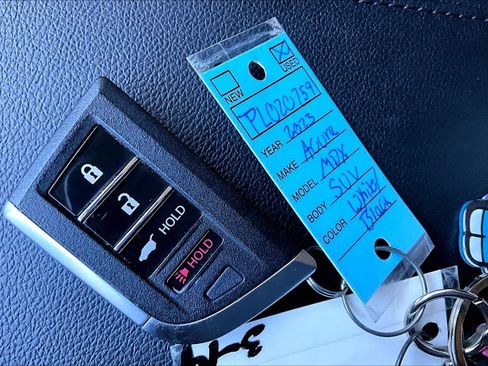 NEW
USED
PL020759
YEAR 2023
MAKE Acura
MODEL MDX
BODY SUV
COLOR White/
Black
HOLD
HOLD